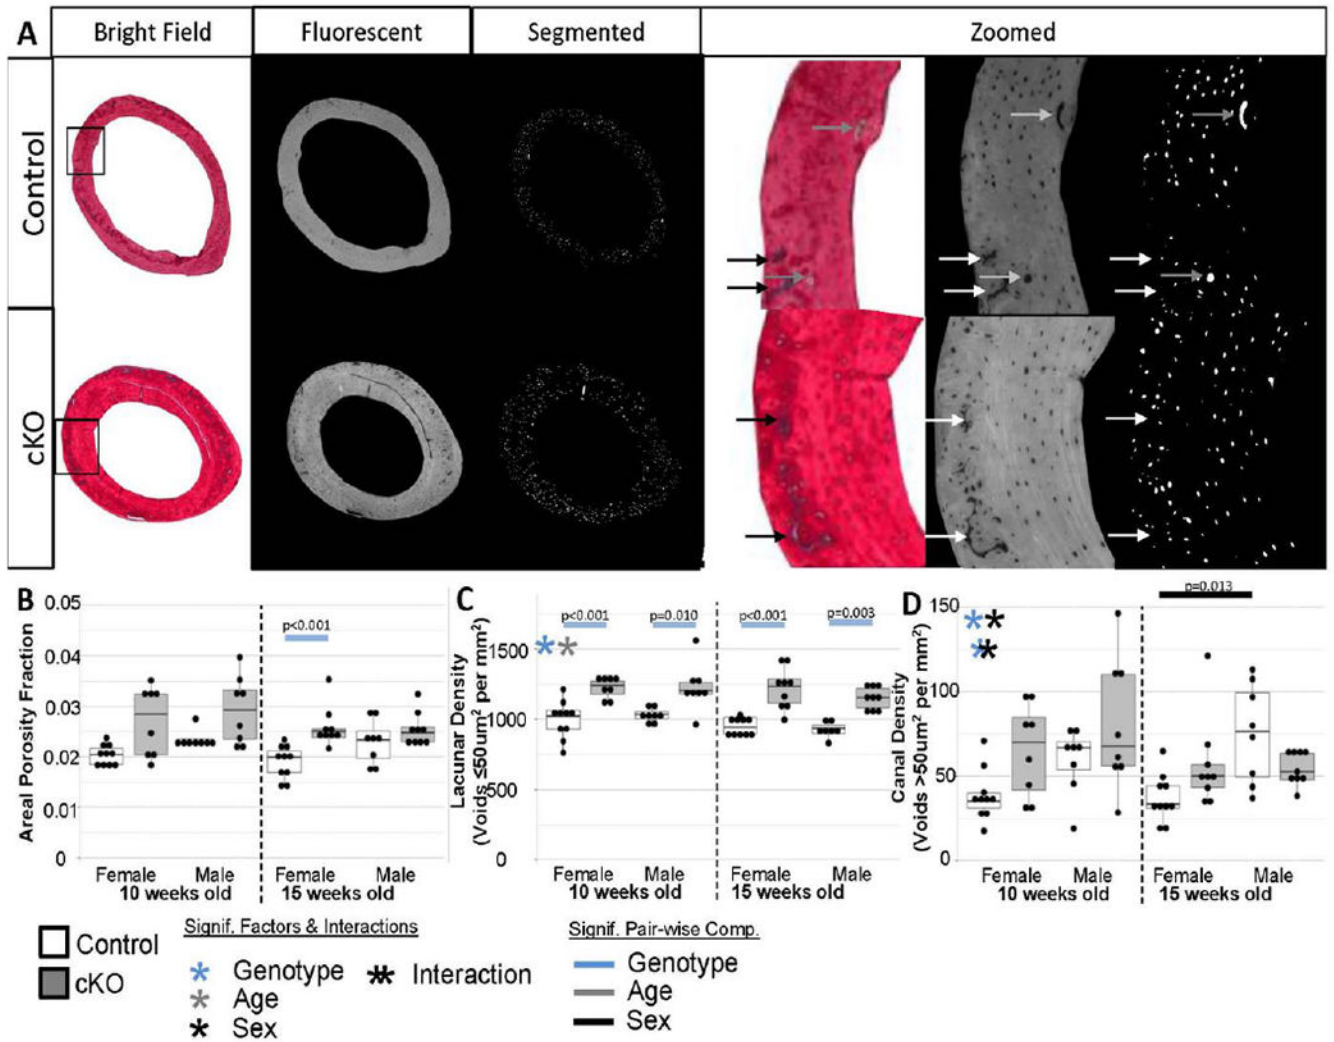 A Bright Field Fluorescent Segmented Zoomed
Control
cKO
B
Areal Porosity Fraction
0.05
0.04
0.03
0.02
0.01
0
p<0.001
Female Male
10 weeks old 15 weeks old
C
Lacunar Density
(Voids ≤50um² per mm²)
1500
1000
500
0
p<0.001 p=0.010 p<0.001 p=0.003
* *
Female Male Female Male
10 weeks old 15 weeks old
D
Canal Density
(Voids >50um² per mm²)
150
100
50
0
p=0.013
* *
**
Female Male Female Male
10 weeks old 15 weeks old
Control
cKO
Signif. Factors & Interactions
* Genotype ** Interaction
* Age
* Sex
Signif. Pair-wise Comp.
Genotype
Age
Sex